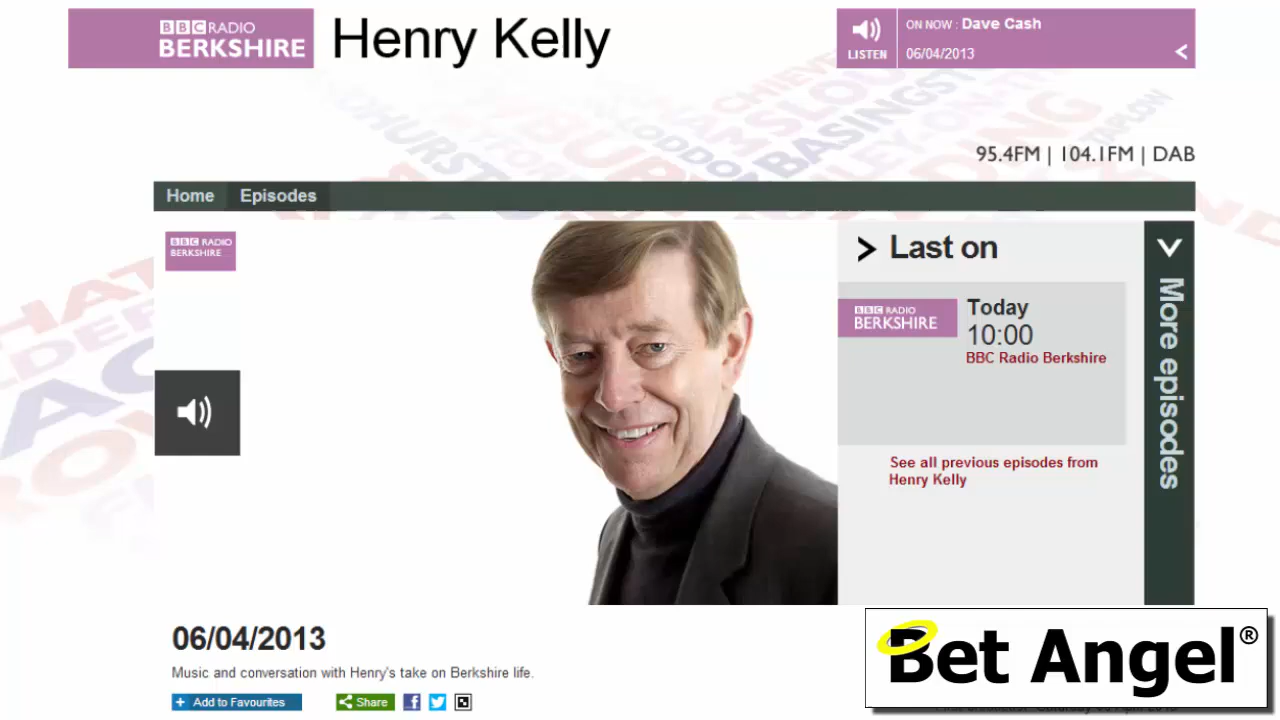 BBC RADIO
BERKSHIRE
Henry Kelly
LISTEN
ON NOW : Dave Cash
06/04/2013
95.4FM | 104.1FM | DAB
Home
Episodes
BBC RADIO
BERKSHIRE
Last on
BBC RADIO
BERKSHIRE
Today
10:00
BBC Radio Berkshire
See all previous episodes from
Henry Kelly
More episodes
06/04/2013
Music and conversation with Henry's take on Berkshire life.
+ Add to Favourites
Share
Bet Angel®